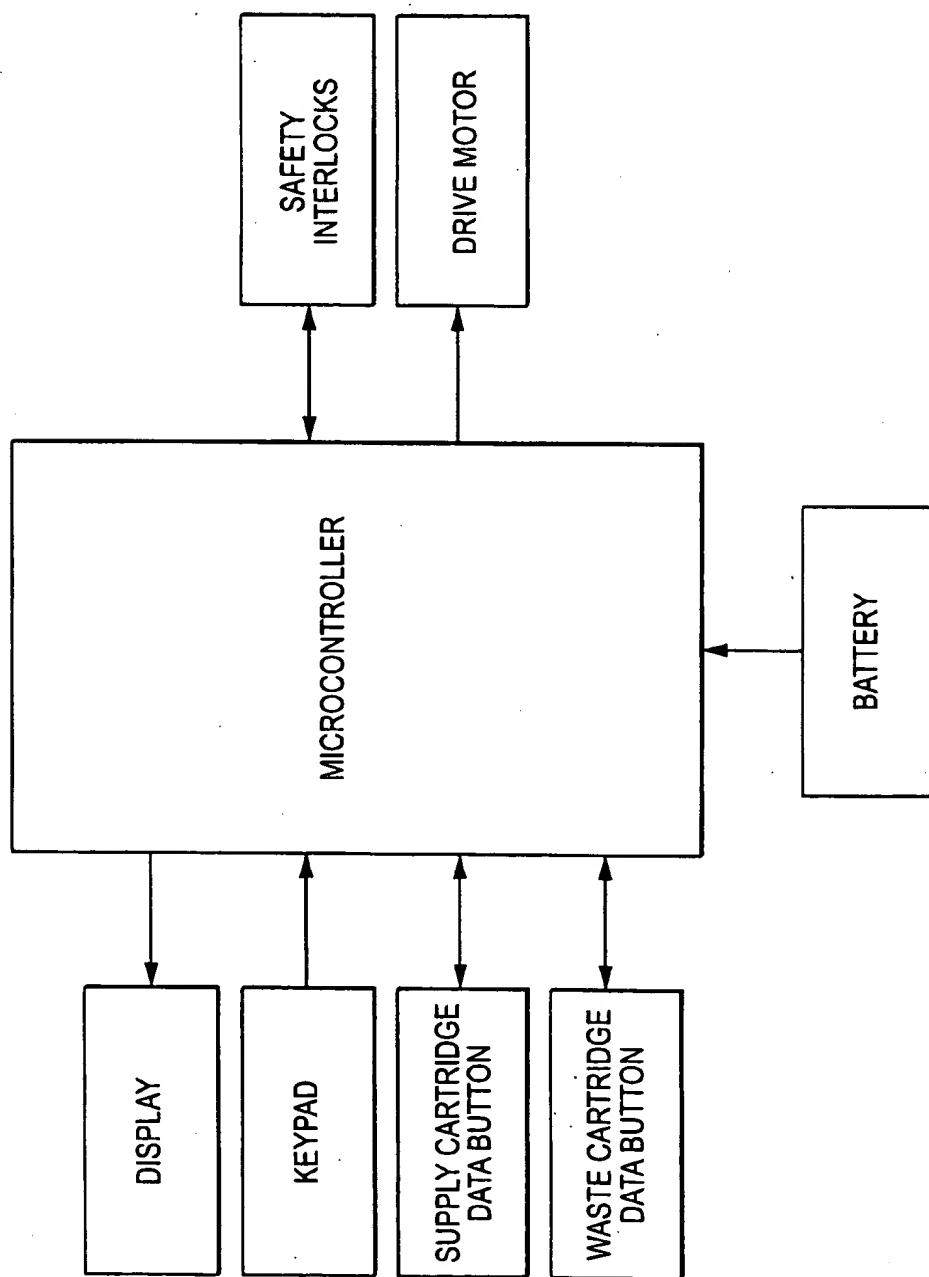 DISPLAY
KEYPAD
SUPPLY CARTRIDGE
DATA BUTTON
WASTE CARTRIDGE
DATA BUTTON
MICROCONTROLLER
BATTERY
SAFETY
INTERLOCKS
DRIVE MOTOR